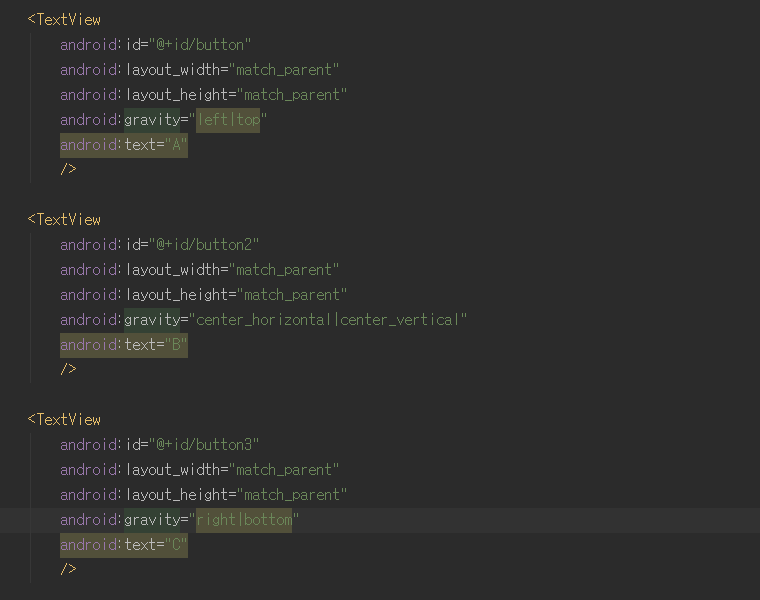 <TextView
android:id="@+id/button"
android:layout_width="match_parent"
android:layout_height="match_parent"
android:gravity="left|top"
android:text="A"
/>
<TextView
android:id="@+id/button2"
android:layout_width="match_parent"
android:layout_height="match_parent"
android:gravity="center_horizontal|center_vertical"
android:text="B"
/>
<TextView
android:id="@+id/button3"
android:layout_width="match_parent"
android:layout_height="match_parent"
android:gravity="right|bottom"
android:text="C"
/>